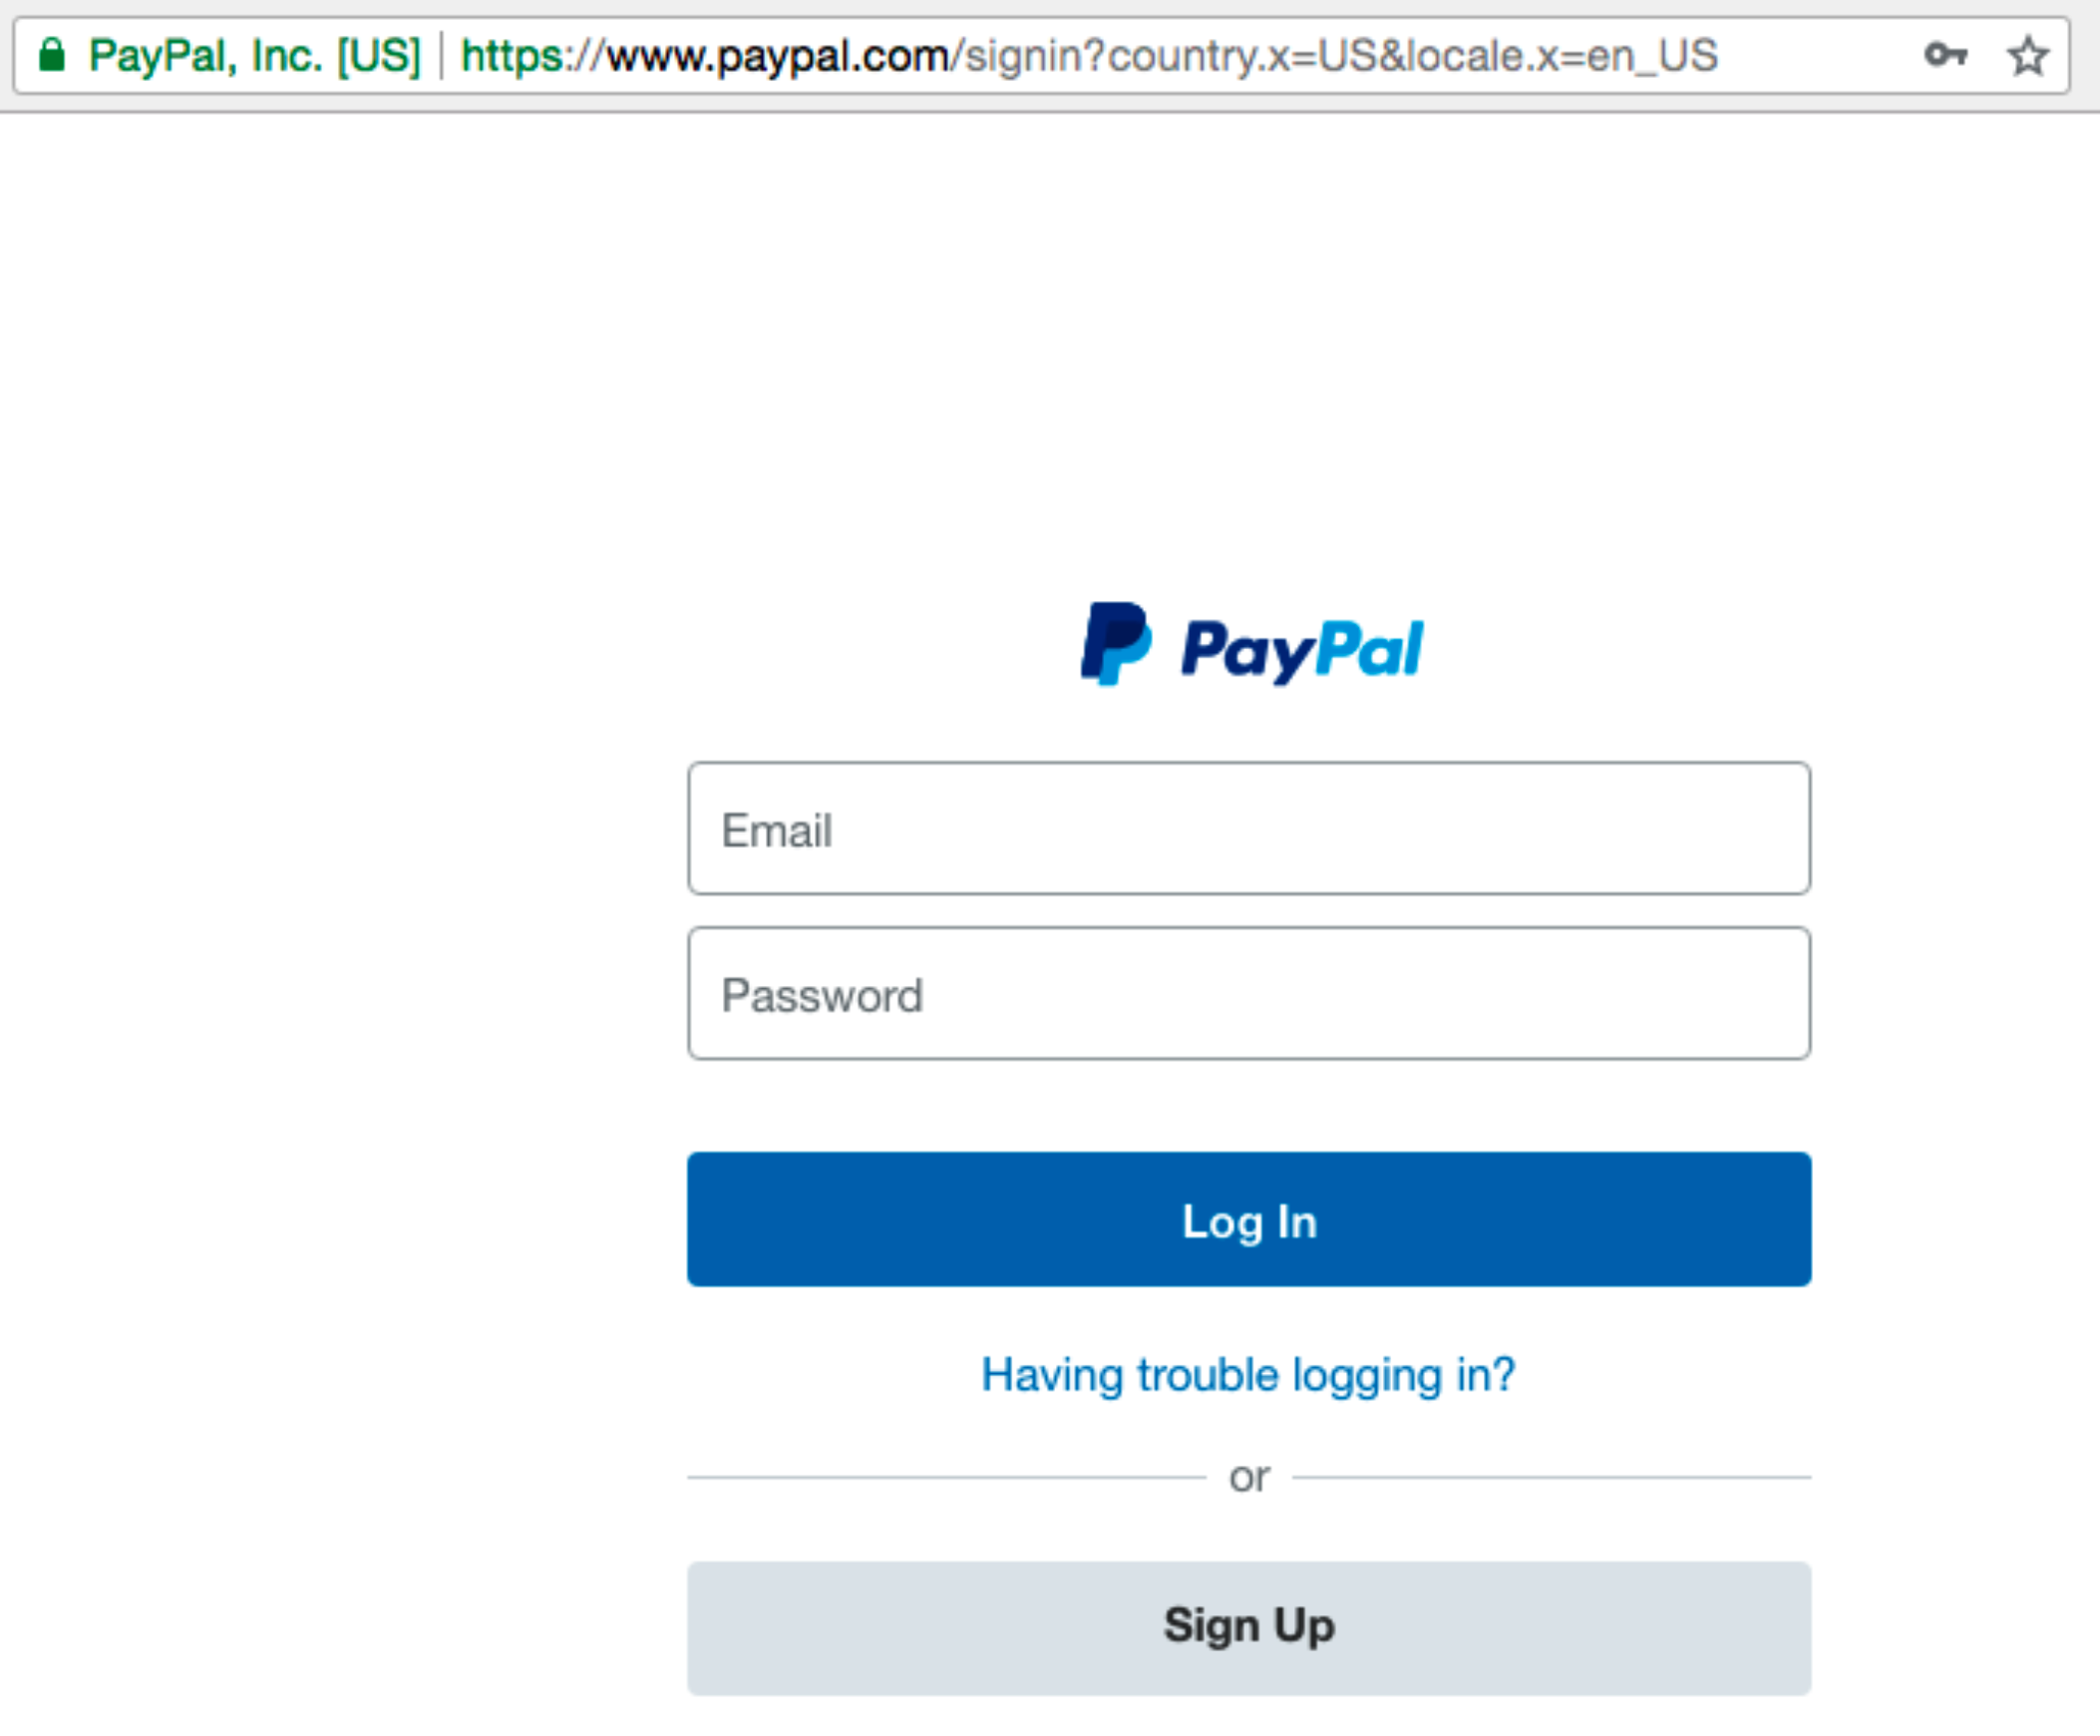 PayPal, Inc. [US] | https://www.paypal.com/signin?country.x=US&locale.x=en_US
PayPal
Email
Password
Log In
Having trouble logging in?
or
Sign Up